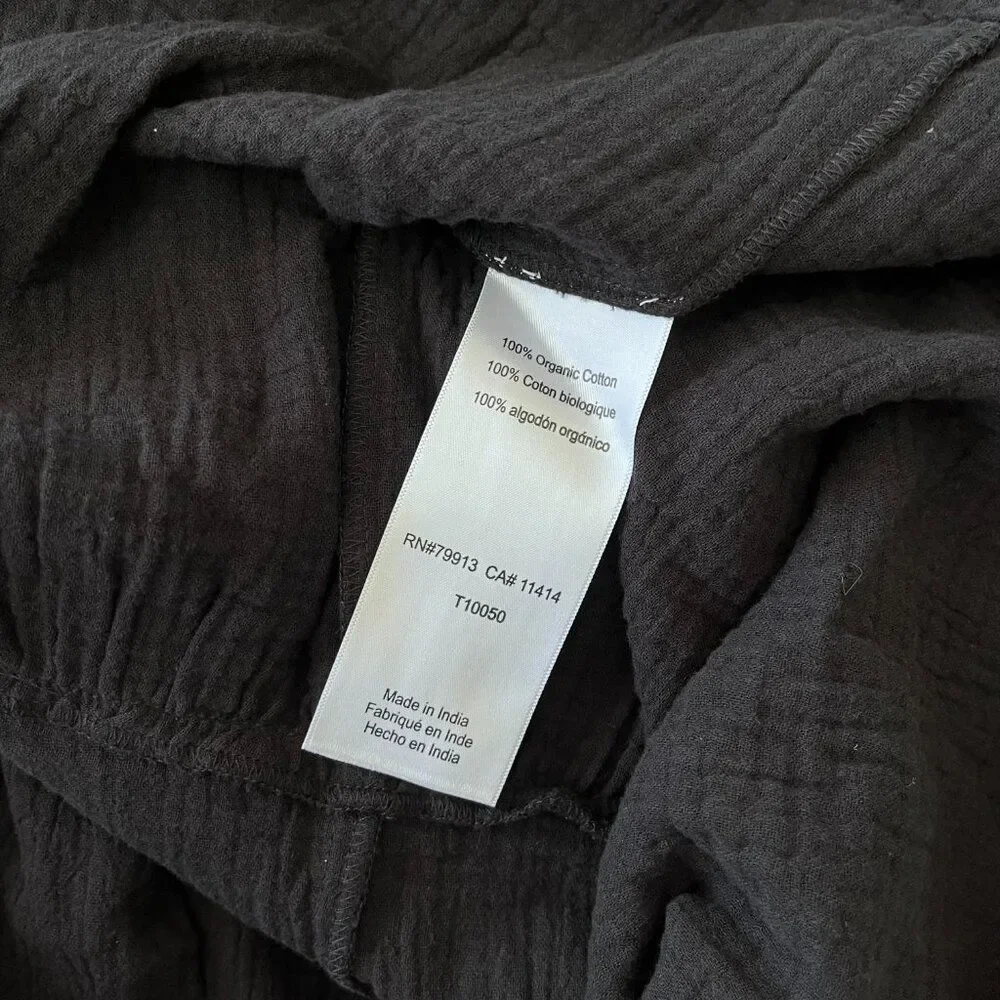 100% Organic Cotton
100% Coton biologique
100% algodón orgánico
RN#79913 CA# 11414
T10050
Made in India
Fabriqué en Inde
Hecho en India